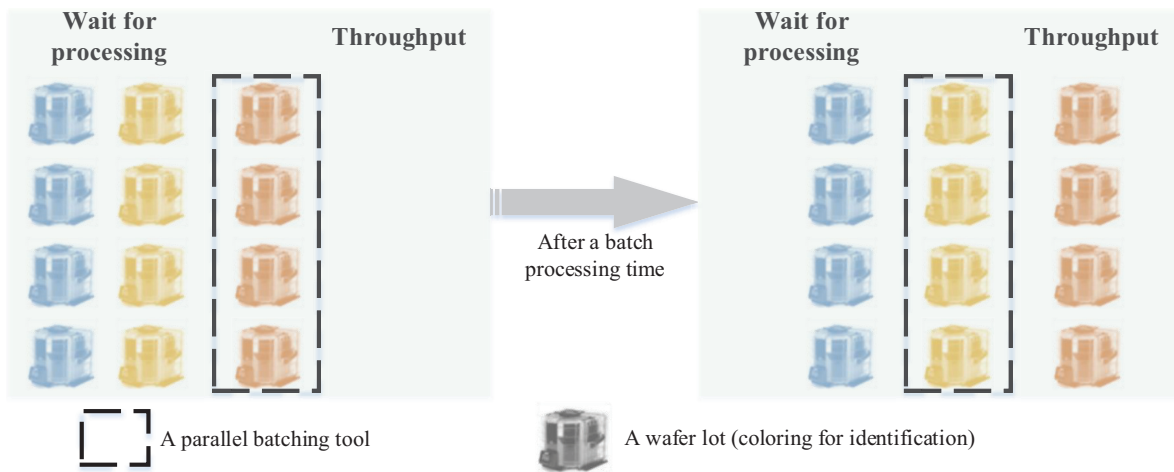 Wait for
processing
Throughput
After a batch
processing time
Wait for
processing
Throughput
A parallel batching tool
A wafer lot (coloring for identification)